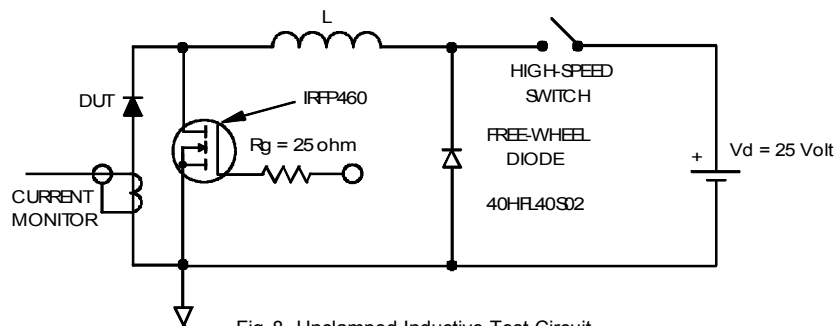 L
HIGH-SPEED
SWITCH
DUT
IRFP460
Rg = 25 ohm
FREE-WHEEL
DIODE
+
Vd = 25 Volt
40HFL40S02
CURRENT
MONITOR
Fig. 8 - Unclamped Inductive Test Circuit